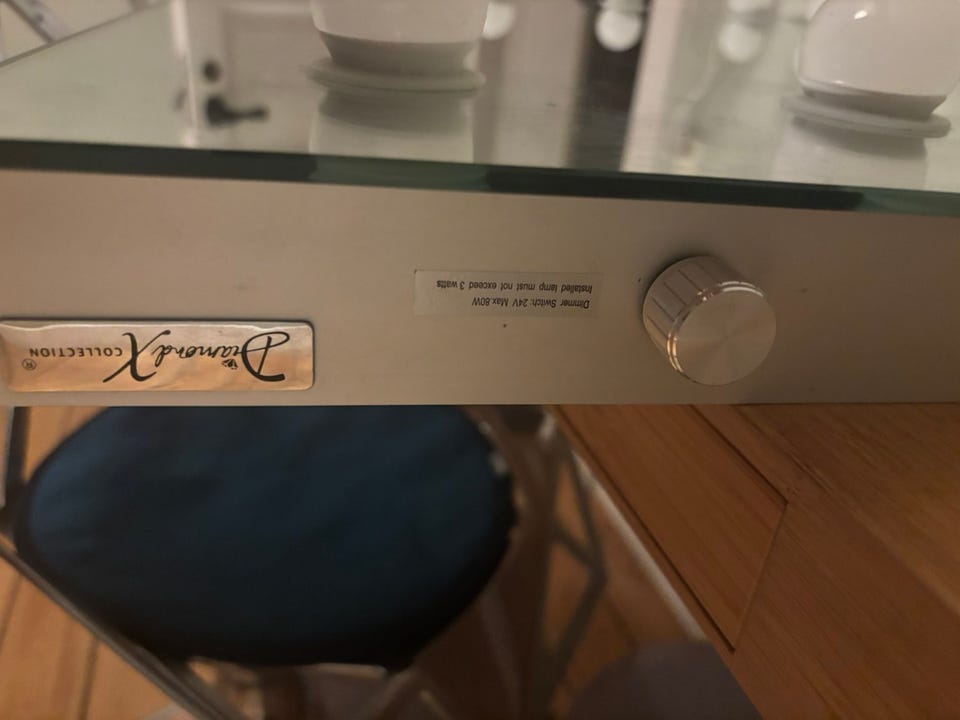 Dimmer Switch: 24V Max.80W
Installed lamp must not exceed 3 watts
DiamondX COLLECTION ®